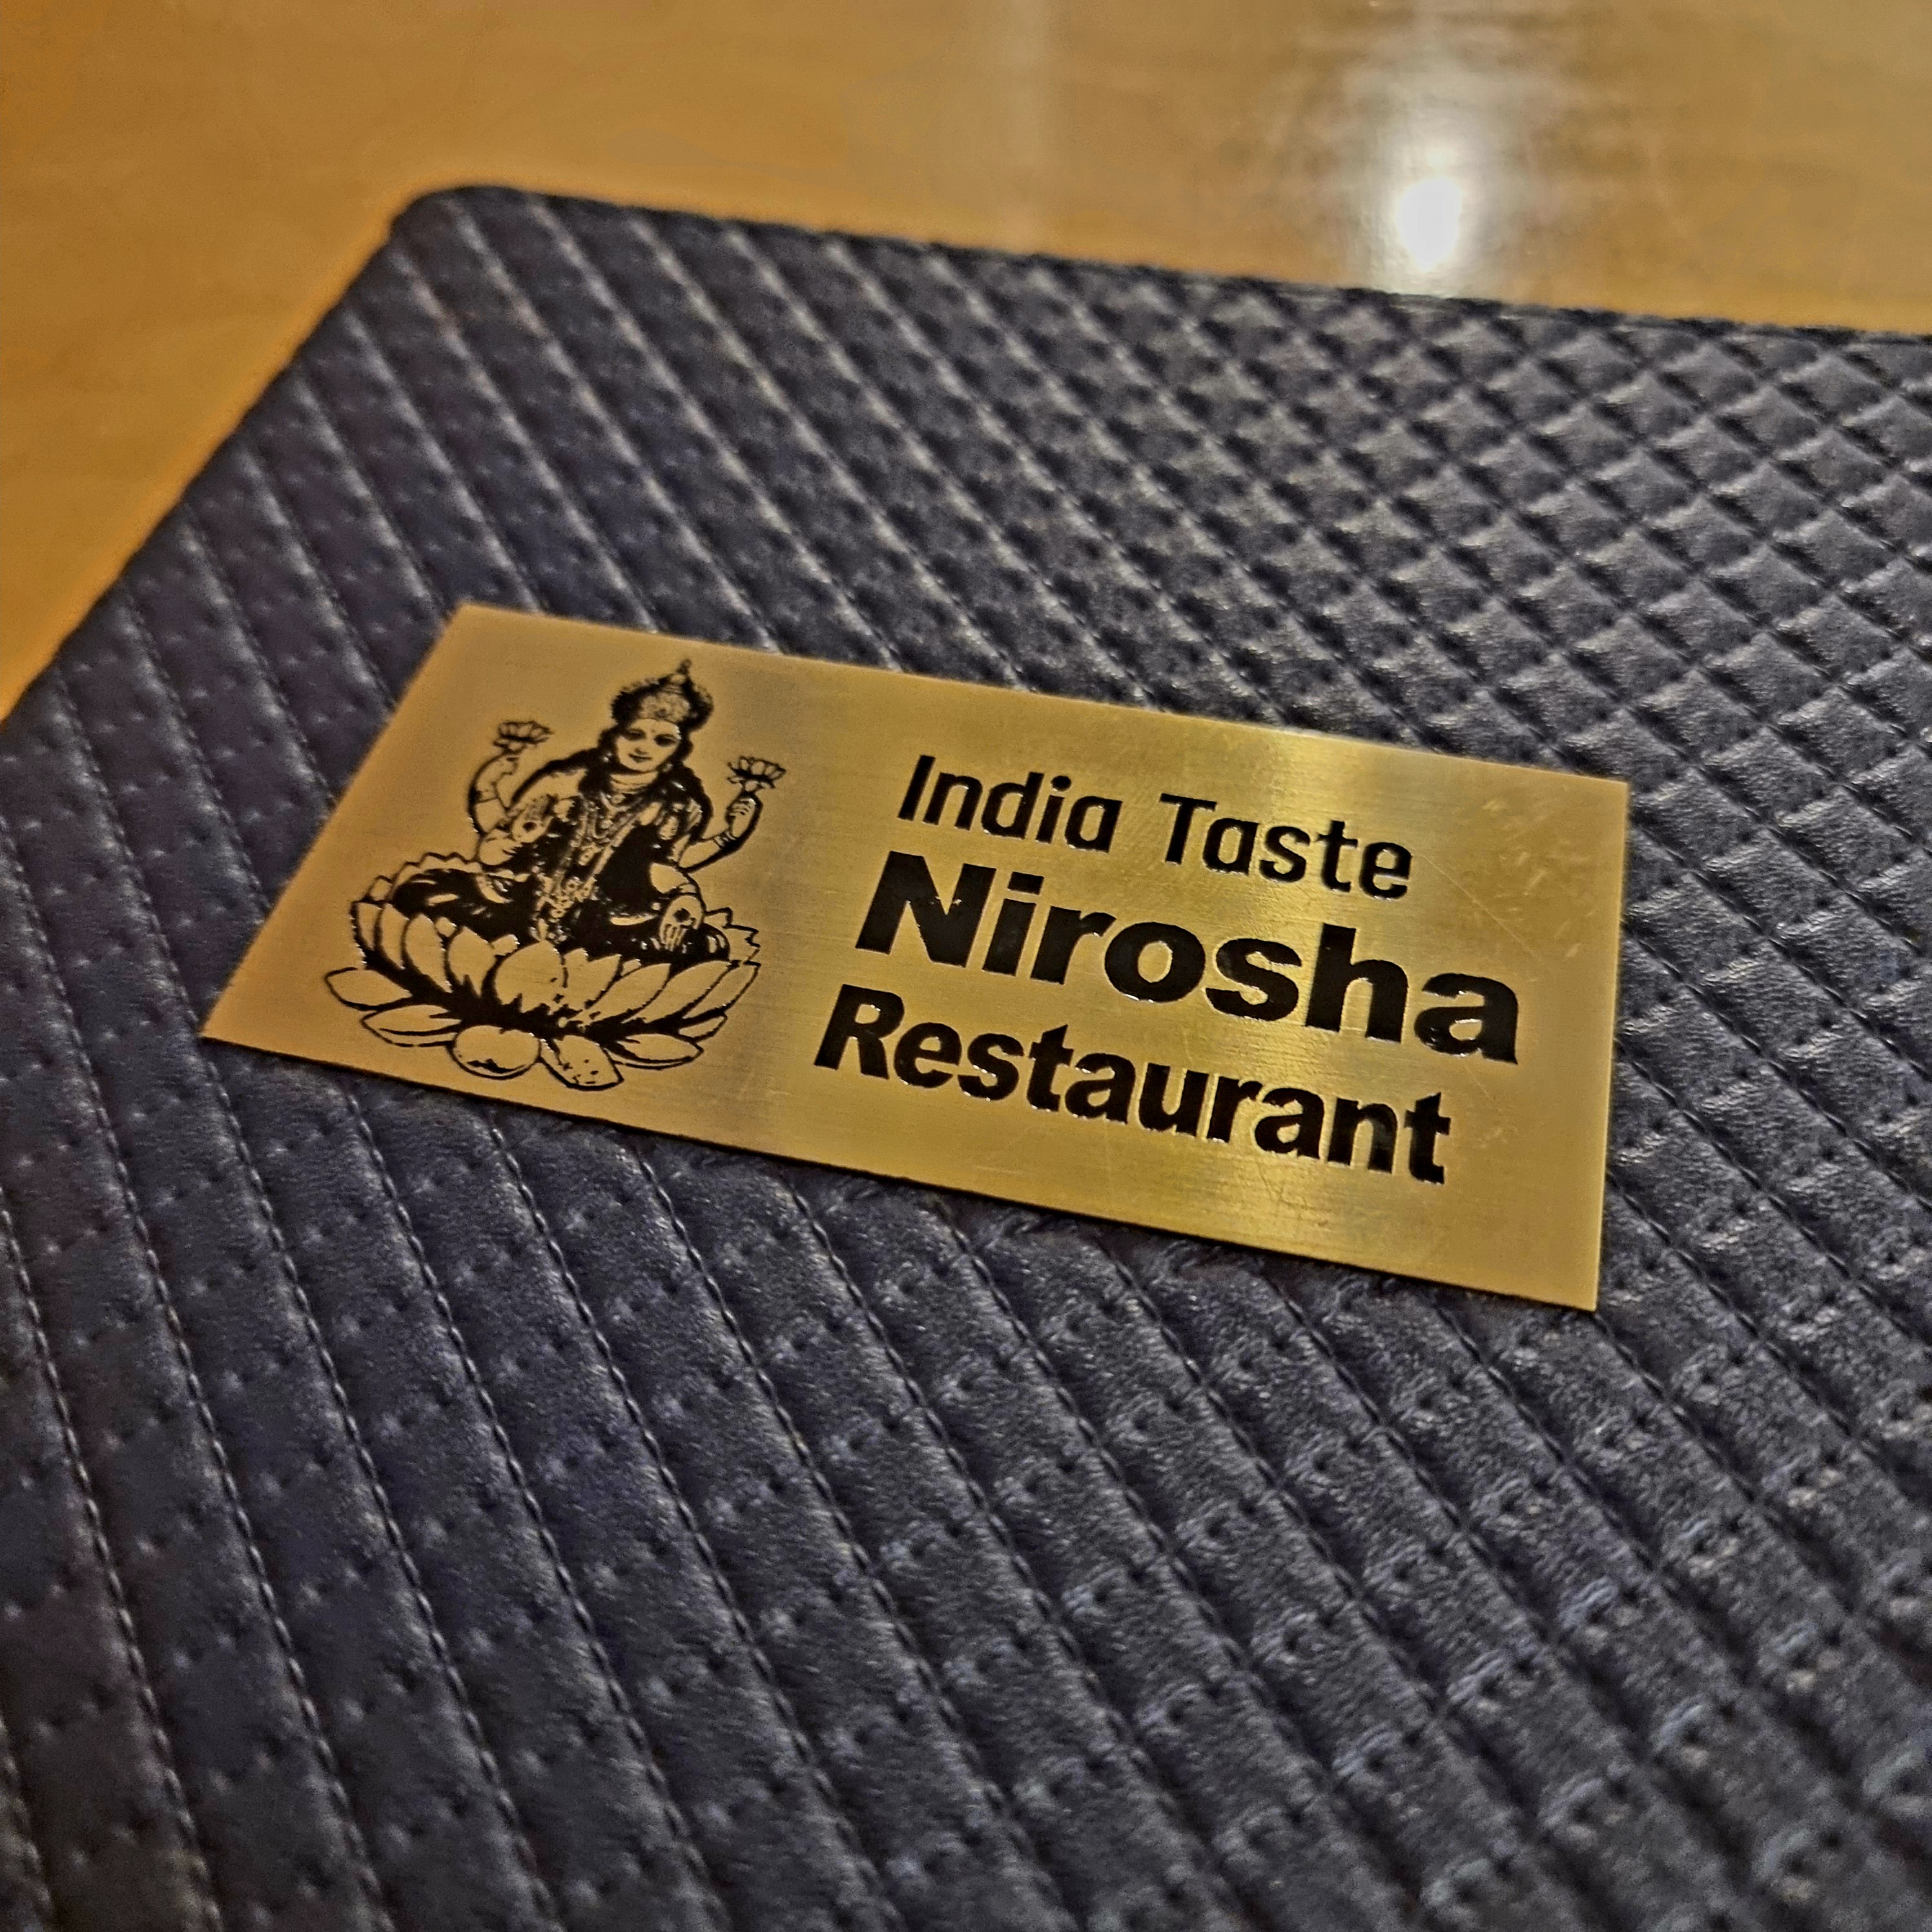 India Taste
Nirosha
Restaurant